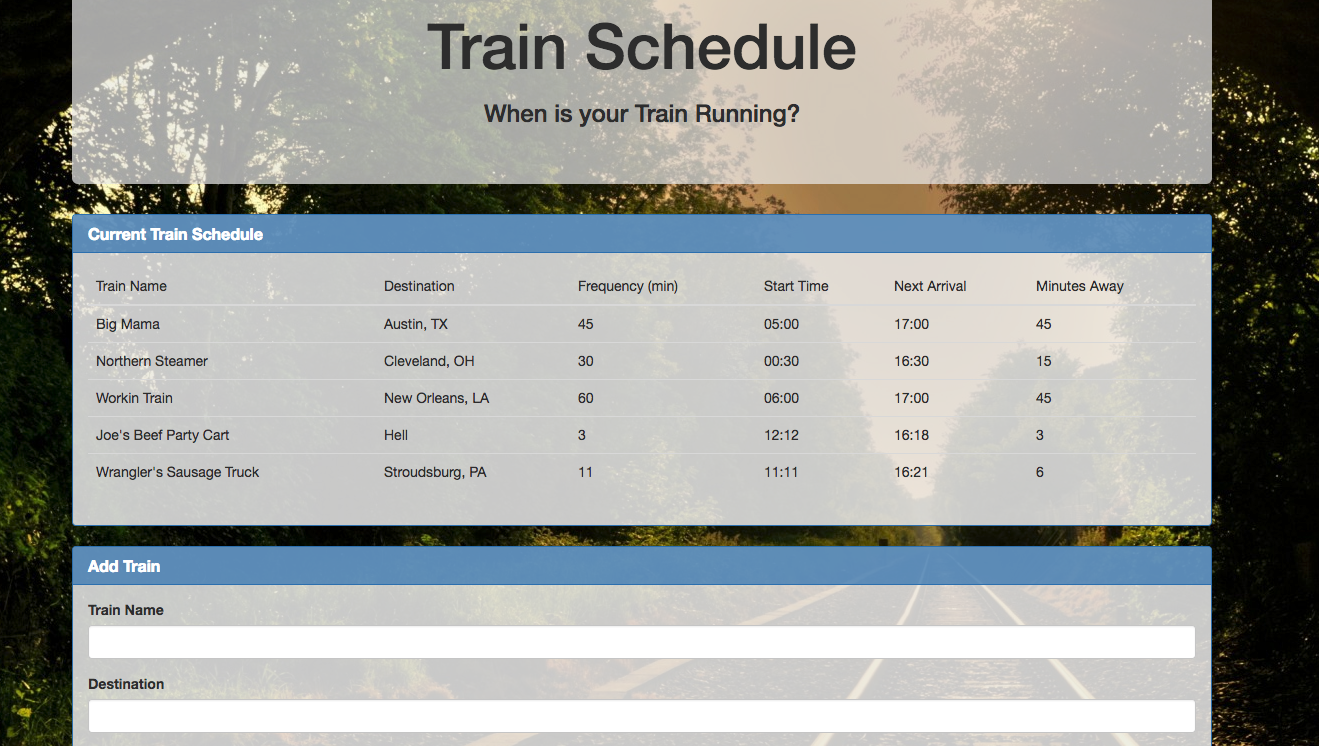 Train Schedule
When is your Train Running?
Current Train Schedule
Train Name Destination Frequency (min) Start Time Next Arrival Minutes Away
Big Mama Austin, TX 45 05:00 17:00 45
Northern Steamer Cleveland, OH 30 00:30 16:30 15
Workin Train New Orleans, LA 60 06:00 17:00 45
Joe's Beef Party Cart Hell 3 12:12 16:18 3
Wrangler's Sausage Truck Stroudsburg, PA 11 11:11 16:21 6
Add Train
Train Name
Destination